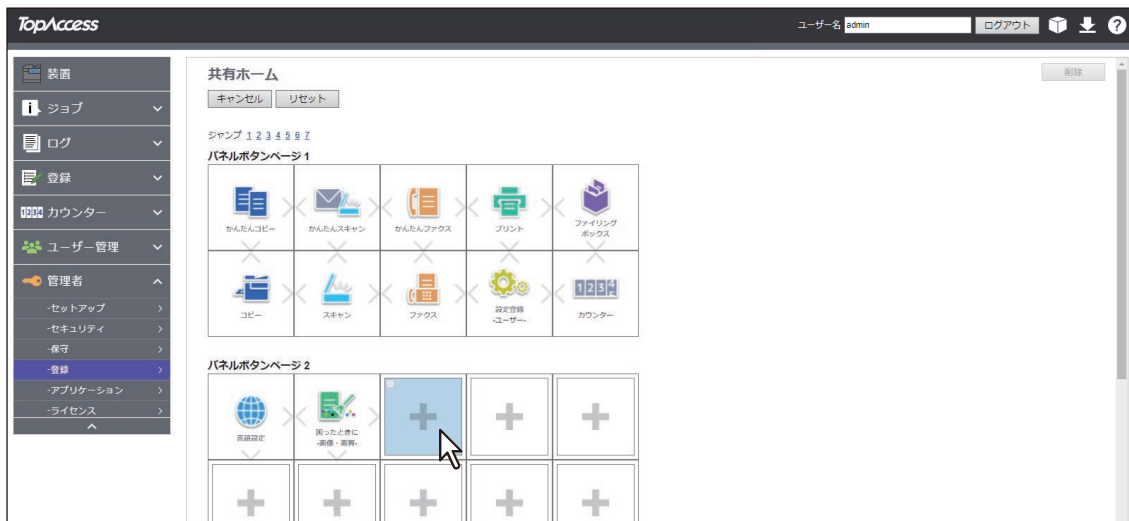 TopAccess
ユーザー名 admin ログアウト
装置
ジョブ
ログ
登録
カウンター
ユーザー管理
管理者
-セットアップ
-セキュリティ
-保守
-登録
-アプリケーション
-ライセンス
共有ホーム
削除
キャンセル リセット
ジャンプ 1 2 3 4 5 6 7
パネルボタンページ 1
かんたんコピー かんたんスキャン かんたんファクス プリント ファイリング
ボックス
コピー スキャン ファクス 設定登録
-ユーザー- カウンター
パネルボタンページ 2
言語設定 困ったときに
-画像・画質-